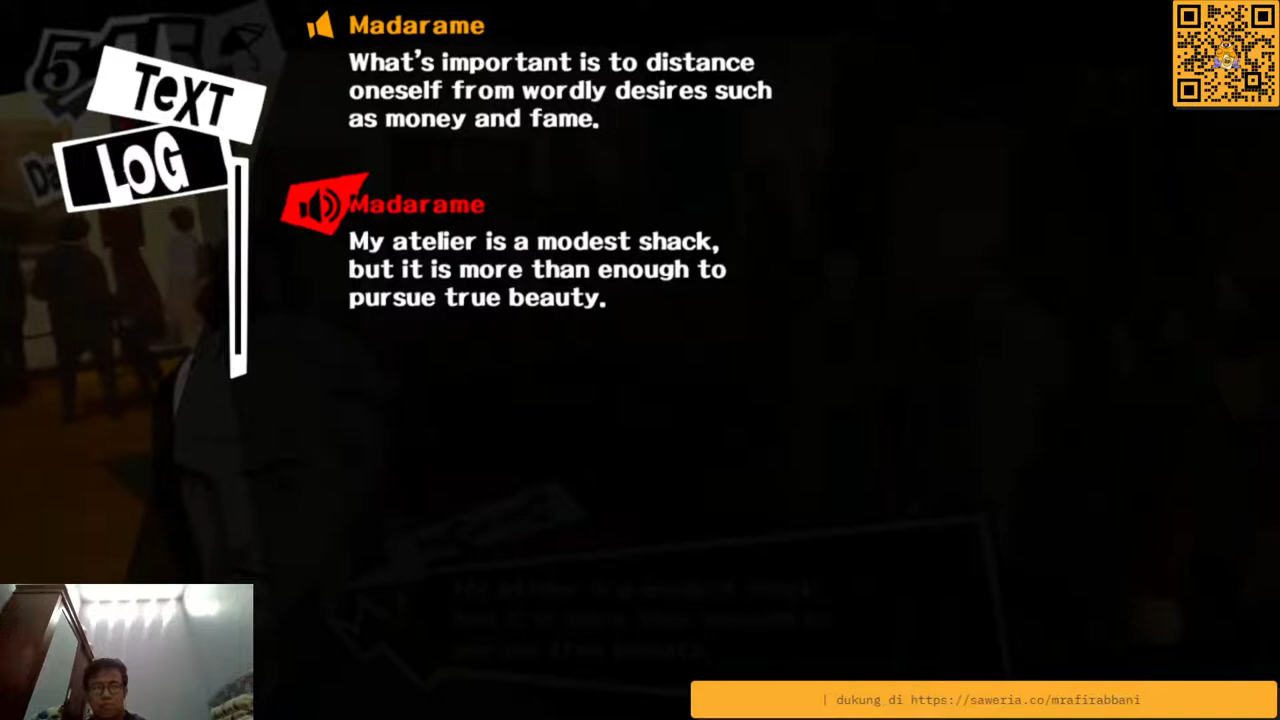 TeXT
LOG
Madarame
What's important is to distance
oneself from wordly desires such
as money and fame.
Madarame
My atelier is a modest shack,
but it is more than enough to
pursue true beauty.
| dukung di https://saweria.co/mrafirabbani